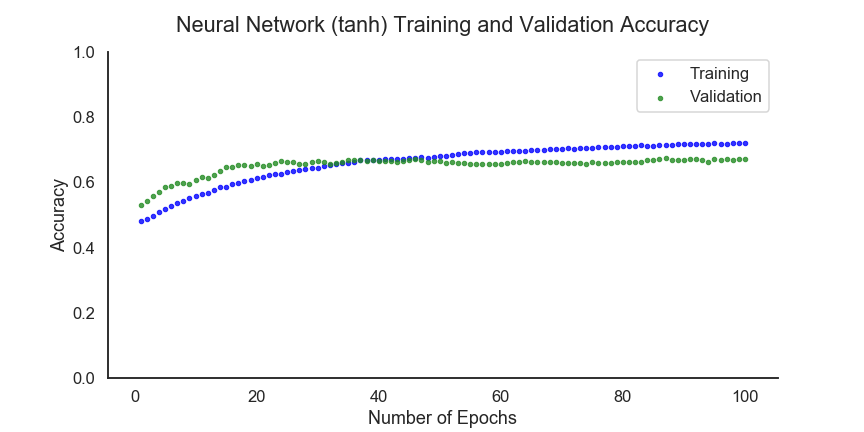 Neural Network (tanh) Training and Validation Accuracy
1.0
0.8
0.6
0.4
0.2
0.0
Accuracy
Training
Validation
0 20 40 60 80 100
Number of Epochs